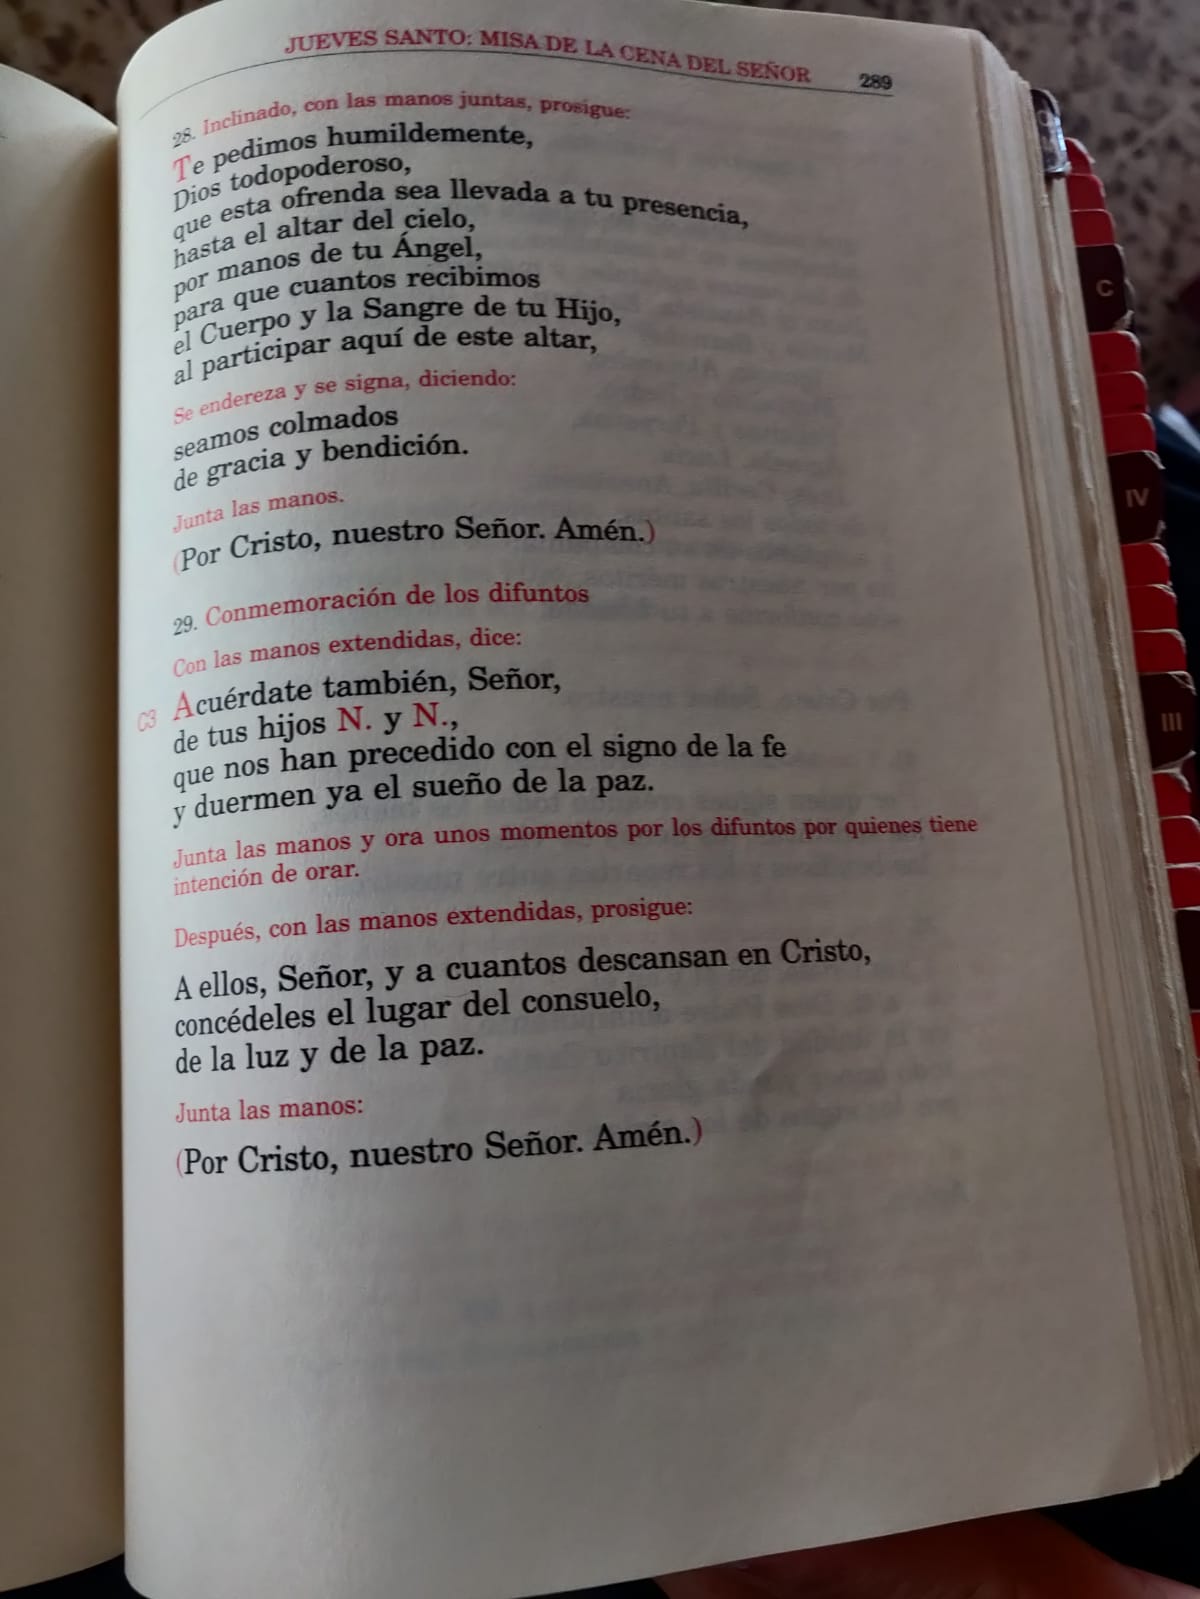 JUEVES SANTO: MISA DE LA CENA DEL SEÑOR 289
28. Inclinado, con las manos juntas, prosigue:
Te pedimos humildemente,
Dios todopoderoso,
que esta ofrenda sea llevada a tu presencia,
hasta el altar del cielo,
por manos de tu Ángel,
para que cuantos recibimos
el Cuerpo y la Sangre de tu Hijo,
al participar aquí de este altar,
Se endereza y se signa, diciendo:
seamos colmados
de gracia y bendición.
Junta las manos.
(Por Cristo, nuestro Señor. Amén.)
29. Conmemoración de los difuntos
Con las manos extendidas, dice:
C3 Acuérdate también, Señor,
de tus hijos N. y N.,
que nos han precedido con el signo de la fe
y duermen ya el sueño de la paz.
Junta las manos y ora unos momentos por los difuntos por quienes tiene
intención de orar.
Después, con las manos extendidas, prosigue:
A ellos, Señor, y a cuantos descansan en Cristo,
concédeles el lugar del consuelo,
de la luz y de la paz.
Junta las manos:
(Por Cristo, nuestro Señor. Amén.)
C
IV
III